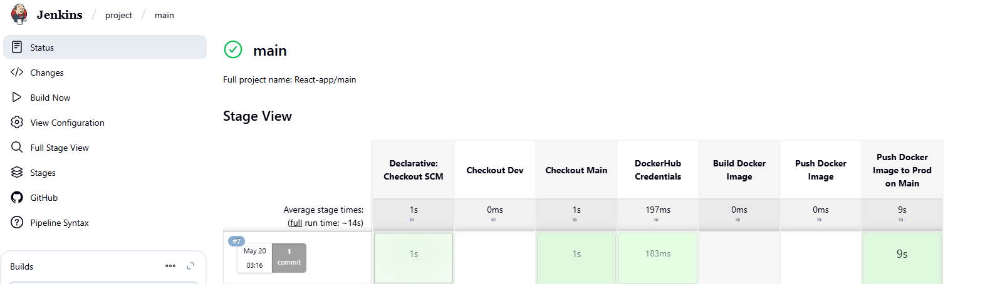 Jenkins / project / main
Status
Changes
Build Now
View Configuration
Full Stage View
Stages
GitHub
Pipeline Syntax
Builds
main
Full project name: React-app/main
Stage View
Declarative:
Checkout SCM
Checkout Dev
Checkout Main
DockerHub
Credentials
Build Docker
Image
Push Docker
Image
Push Docker
Image to Prod
on Main
Average stage times:
(full run time: ~14s)
1s
0ms
1s
197ms
0ms
0ms
9s
#7
May 20
03:16
1
commit
1s
1s
183ms
9s